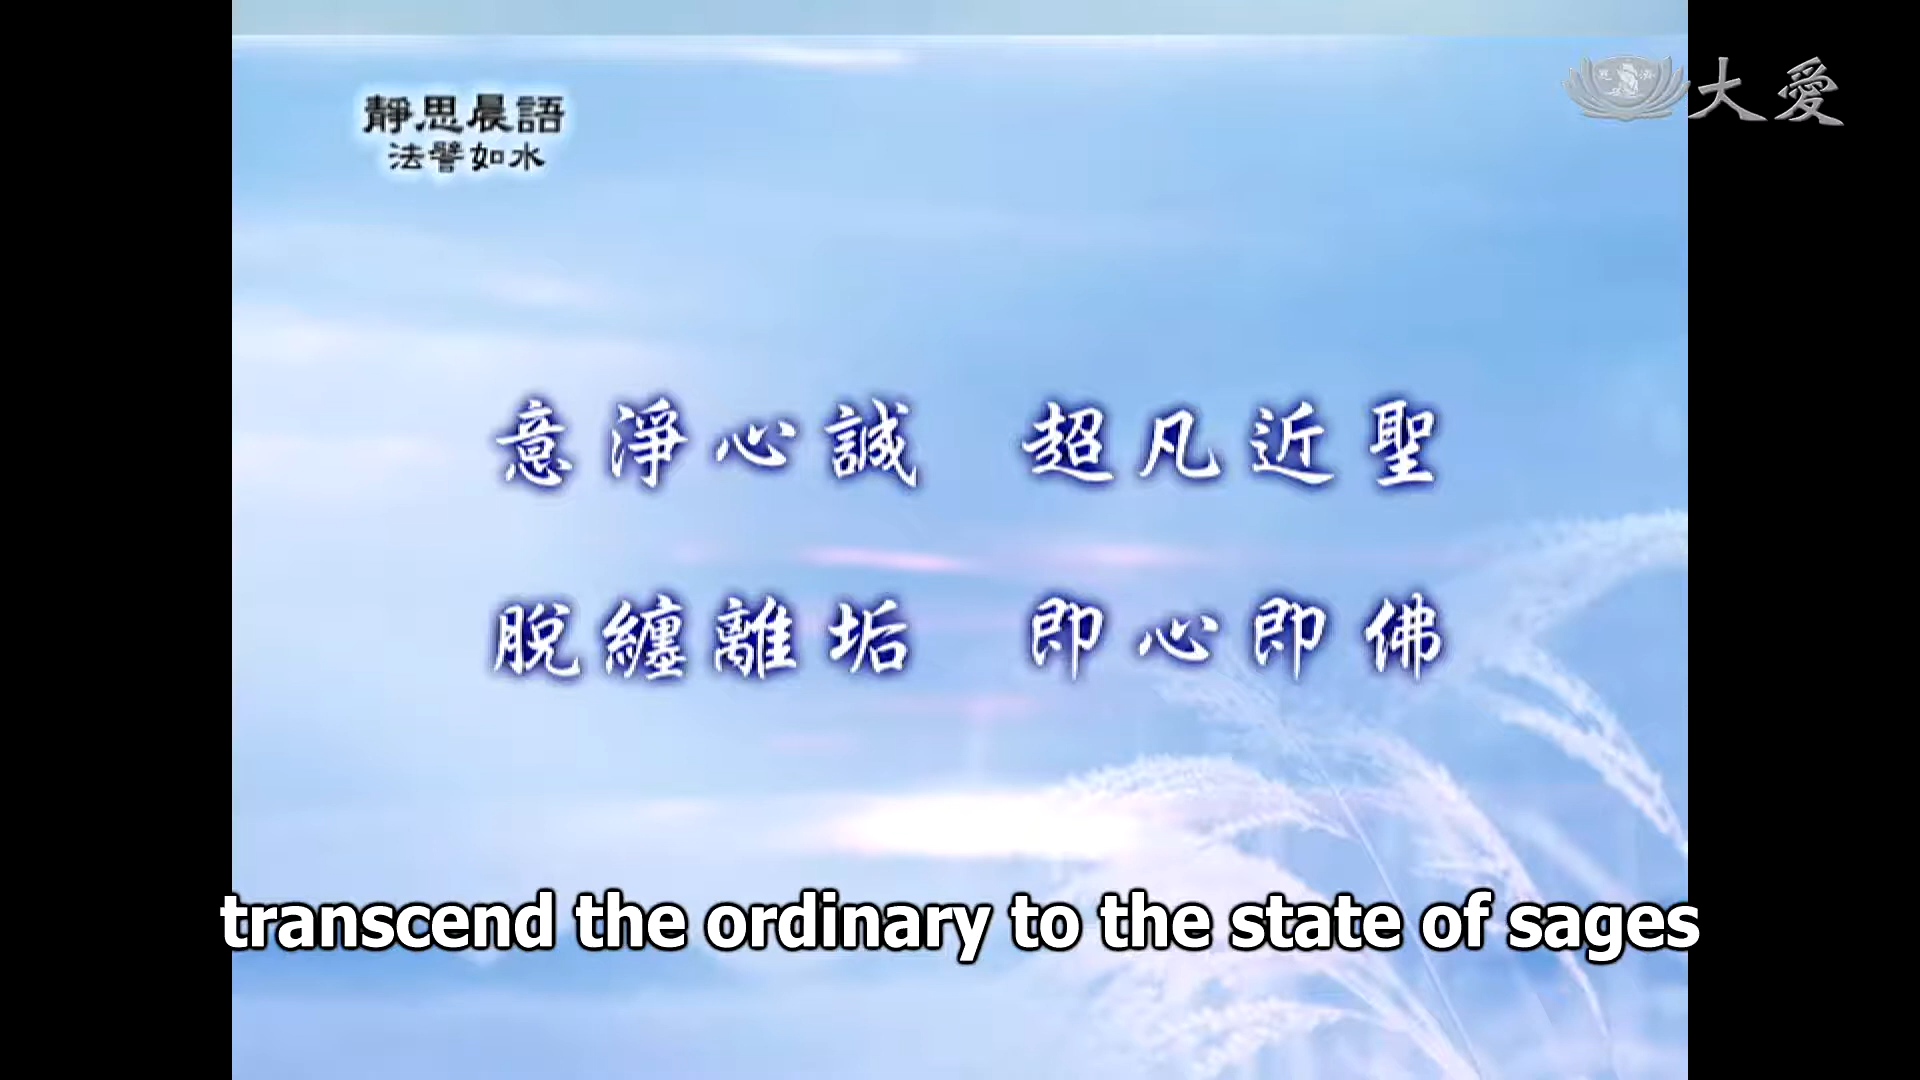 靜思晨語
法譬如水
大愛
意淨心誠 超凡近聖
脫纏離垢 即心即佛
transcend the ordinary to the state of sages